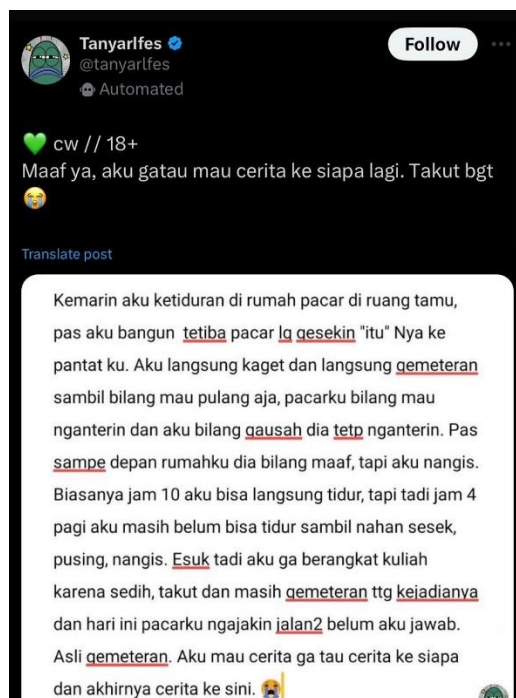 Tanyarlfes
Follow
@tanyarlfes
Automated
💚 cw // 18+
Maaf ya, aku gatau mau cerita ke siapa lagi. Takut bgt
😭
Translate post
Kemarin aku ketiduran di rumah pacar di ruang tamu,
pas aku bangun tetiba pacar lg gesekin "itu" Nya ke
pantat ku. Aku langsung kaget dan langsung gemeteran
sambil bilang mau pulang aja, pacarku bilang mau
nganterin dan aku bilang gausah dia tetp nganterin. Pas
sampe depan rumahku dia bilang maaf, tapi aku nangis.
Biasanya jam 10 aku bisa langsung tidur, tapi tadi jam 4
pagi aku masih belum bisa tidur sambil nahan sesek,
pusing, nangis. Esuk tadi aku ga berangkat kuliah
karena sedih, takut dan masih gemeteran ttg kejadianya
dan hari ini pacarku ngajakin jalan2 belum aku jawab.
Asli gemeteran. Aku mau cerita ga tau cerita ke siapa
dan akhirnya cerita ke sini. 😭